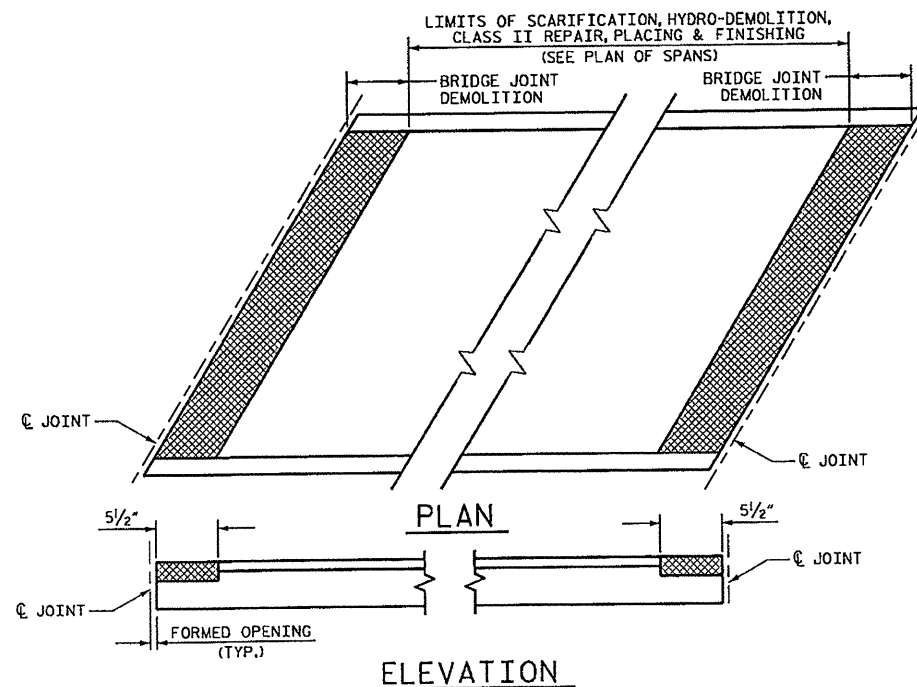 LIMITS OF SCARIFICATION, HYDRO-DEMOLITION,
CLASS II REPAIR, PLACING & FINISHING
(SEE PLAN OF SPANS)
BRIDGE JOINT
DEMOLITION
BRIDGE JOINT
DEMOLITION
℄ JOINT
℄ JOINT
PLAN
5½"
5½"
℄ JOINT
℄ JOINT
FORMED OPENING
(TYP.)
ELEVATION